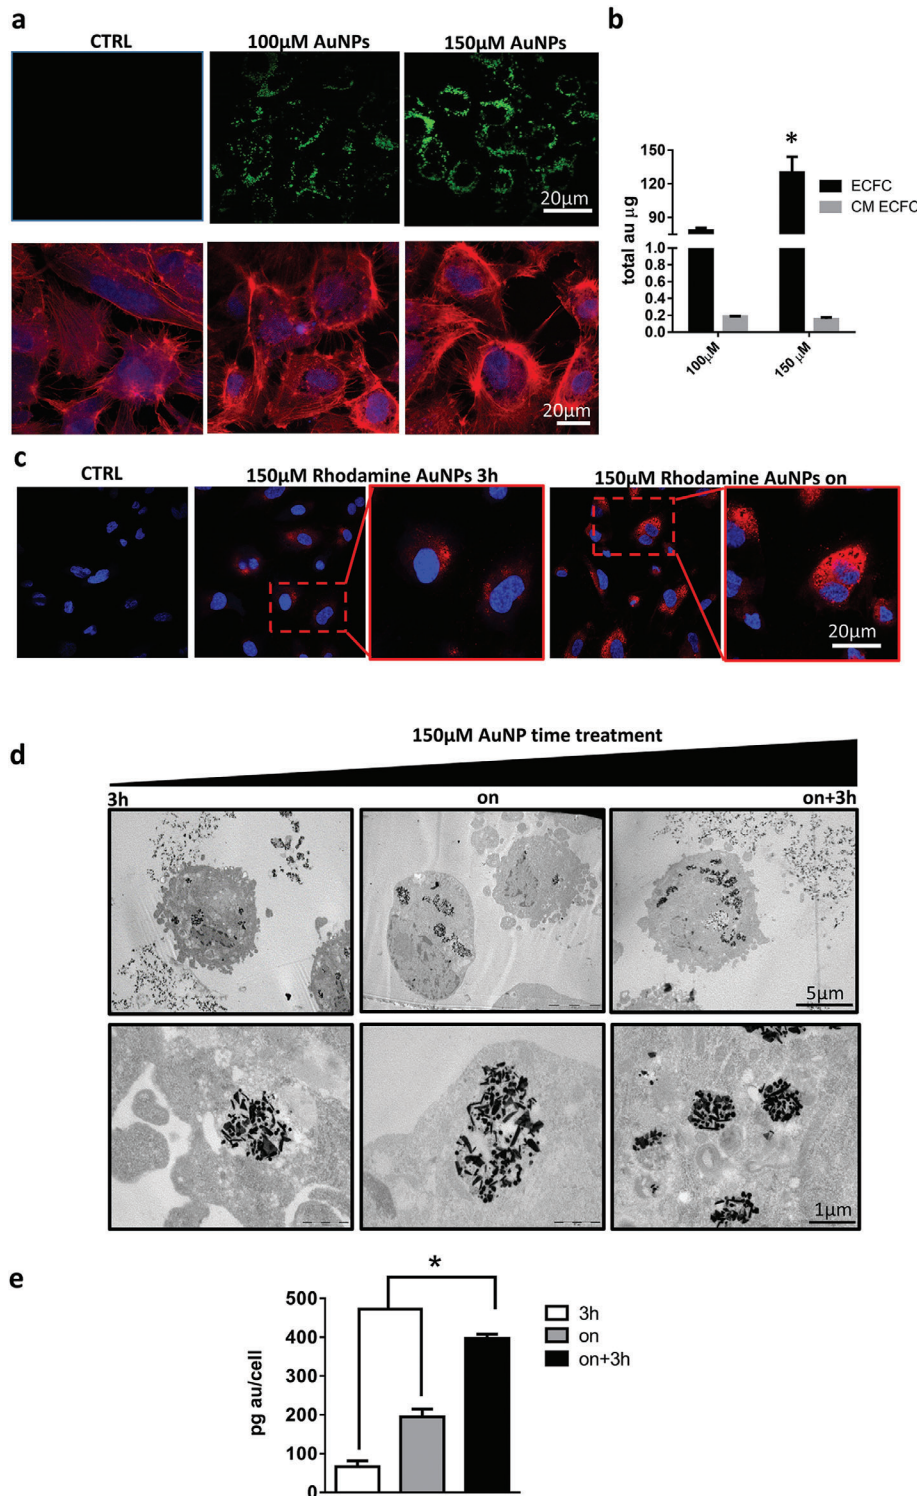 a
CTRL
100μM AuNPs
150μM AuNPs
20μm
20μm
b
total au μg
150
120
90
1.0
0.8
0.6
0.4
0.2
0.0
100μM
150 μM
*
ECFC
CM ECFC
c
CTRL
150μM Rhodamine AuNPs 3h
150μM Rhodamine AuNPs on
20μm
d
150μM AuNP time treatment
3h
on
on+3h
5μm
1μm
e
pg au/cell
500
400
300
200
100
0
*
3h
on
on+3h